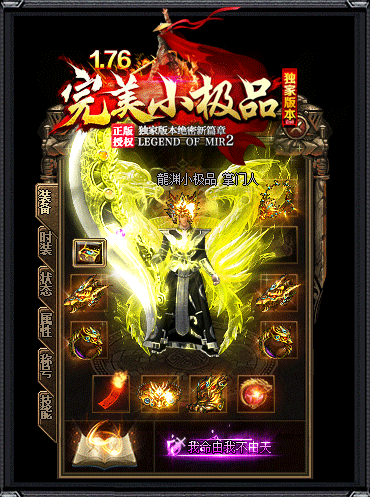 1.76
完美小极品
独家版本
正版授权
独家版本绝密新篇章
LEGEND OF MIR2
龍渊小极品 掌门人
装备
时装
状态
属性
称号
技能
我命由我不由天